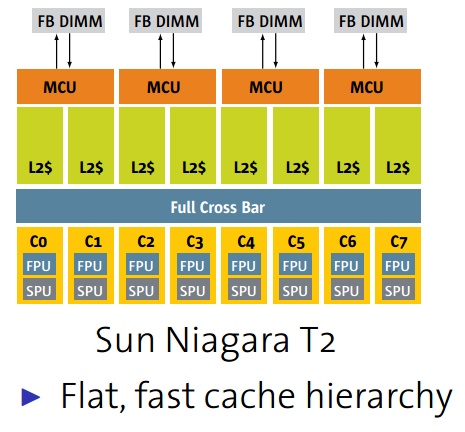 FB DIMM FB DIMM FB DIMM FB DIMM
MCU MCU MCU MCU
L2$ L2$ L2$ L2$ L2$ L2$ L2$ L2$
Full Cross Bar
C0 C1 C2 C3 C4 C5 C6 C7
FPU FPU FPU FPU FPU FPU FPU FPU
SPU SPU SPU SPU SPU SPU SPU SPU
Sun Niagara T2
► Flat, fast cache hierarchy